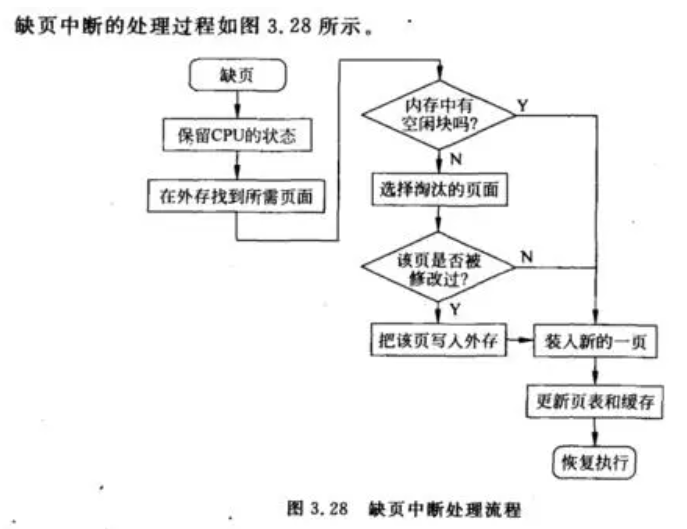 缺页中断的处理过程如图 3.28 所示。
缺页
保留CPU的状态
在外存找到所需页面
内存中有
空闲块吗?
Y
N
选择淘汰的页面
该页是否被
修改过?
N
Y
把该页写入外存
装入新的一页
更新页表和缓存
恢复执行
图 3.28 缺页中断处理流程